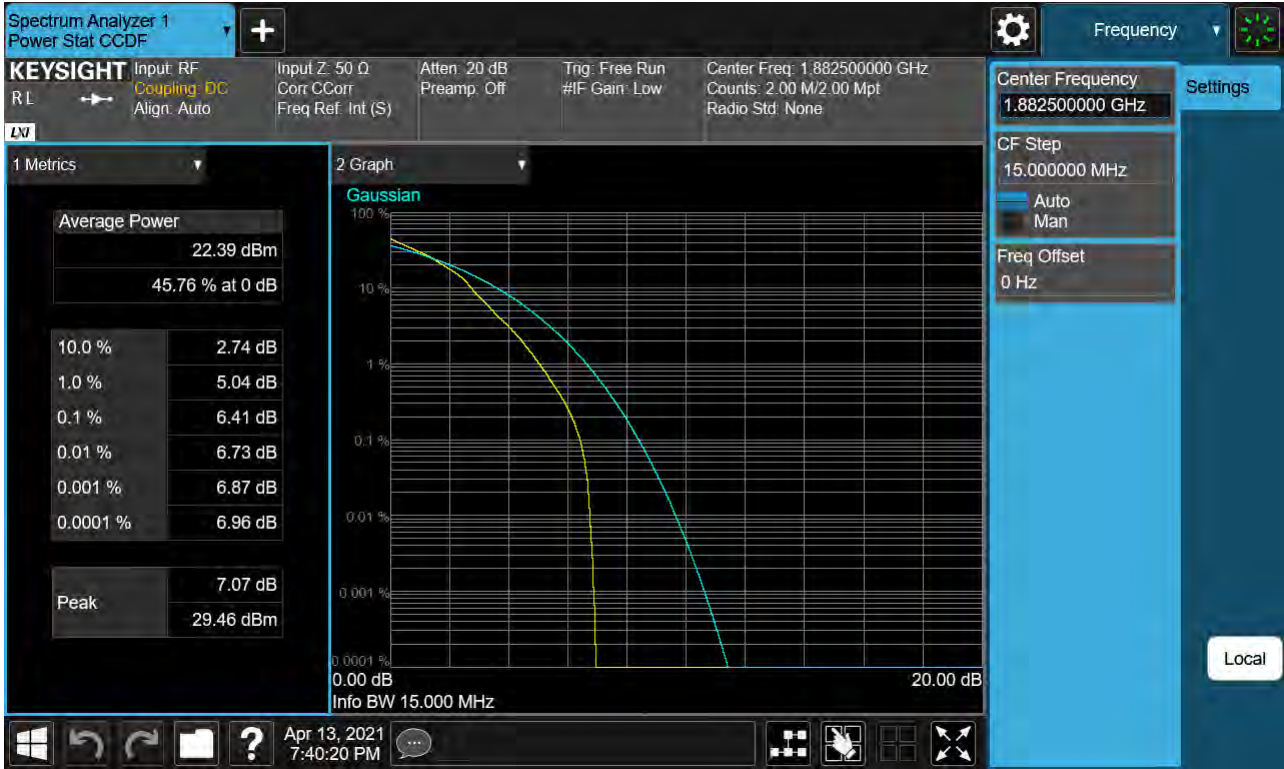 Spectrum Analyzer 1
Power Stat CCDF
Frequency
KEYSIGHT
RL
LXI
Input: RF
Coupling: DC
Align: Auto
Input Z: 50 Ω
Corr CCorr
Freq Ref: Int (S)
Atten: 20 dB
Preamp: Off
Trig: Free Run
#IF Gain: Low
Center Freq: 1.882500000 GHz
Counts: 2.00 M/2.00 Mpt
Radio Std: None
Center Frequency
1.882500000 GHz
Settings
CF Step
15.000000 MHz
Auto
Man
Freq Offset
0 Hz
1 Metrics
Average Power
22.39 dBm
45.76 % at 0 dB
10.0 % 2.74 dB
1.0 % 5.04 dB
0.1 % 6.41 dB
0.01 % 6.73 dB
0.001 % 6.87 dB
0.0001 % 6.96 dB
Peak
7.07 dB
29.46 dBm
2 Graph
Gaussian
100 %
10 %
1 %
0.1 %
0.01 %
0.001 %
0.0001 %
0.00 dB 20.00 dB
Info BW 15.000 MHz
Local
?
Apr 13, 2021
7:40:20 PM